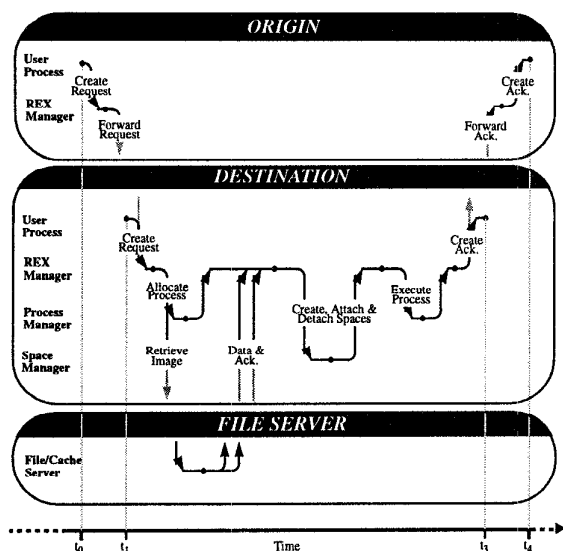 ORIGIN
User
Process
Create
Request
REX
Manager
Forward
Request
Create
Ack.
Forward
Ack.
DESTINATION
User
Process
Create
Request
Create
Ack.
REX
Manager
Allocate
Process
Execute
Process
Process
Manager
Create, Attach &
Detach Spaces
Space
Manager
Retrieve
Image
Data &
Ack.
FILE SERVER
File/Cache
Server
t0 t1 Time t3 t4